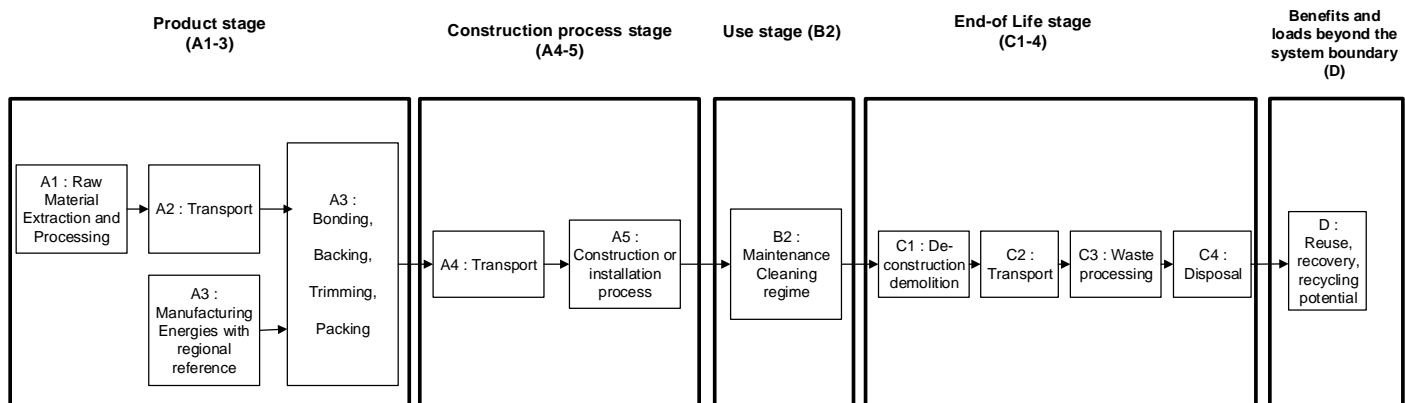 Product stage
(A1-3)
Construction process stage
(A4-5)
Use stage (B2)
End-of Life stage
(C1-4)
Benefits and
loads beyond the
system boundary
(D)
A1 : Raw
Material
Extraction and
Processing
A2 : Transport
A3 :
Manufacturing
Energies with
regional
reference
A3 :
Bonding,
Backing,
Trimming,
Packing
A4 : Transport
A5 :
Construction or
installation
process
B2 :
Maintenance
Cleaning
regime
C1 : De-
construction
demolition
C2 :
Transport
C3 : Waste
processing
C4 :
Disposal
D :
Reuse,
recovery,
recycling
potential